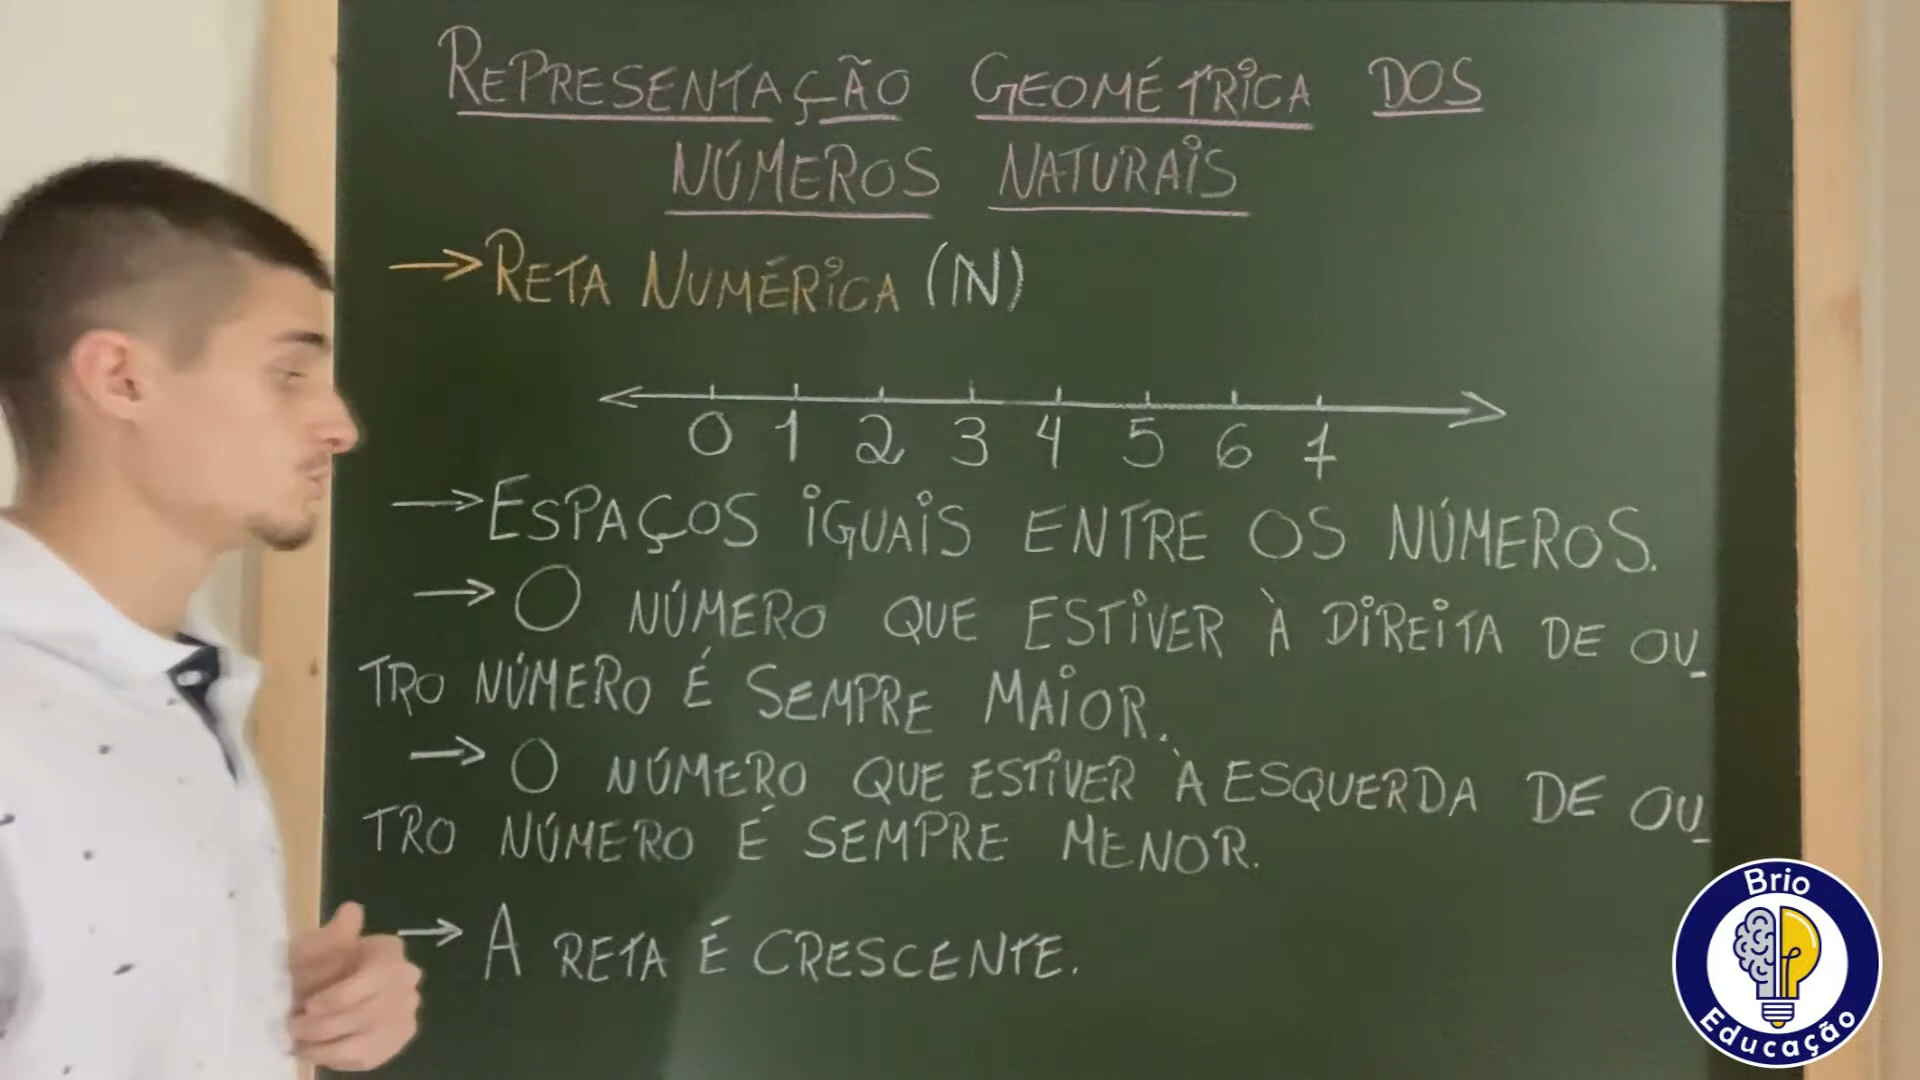 REPRESENTAÇÃO GEOMÉTRICA DOS
NÚMEROS NATURAIS
→ RETA NUMÉRICA (ℕ)
0 1 2 3 4 5 6 7
→ ESPAÇOS IGUAIS ENTRE OS NÚMEROS.
→ O NÚMERO QUE ESTIVER À DIREITA DE OU_
TRO NÚMERO É SEMPRE MAIOR.
→ O NÚMERO QUE ESTIVER À ESQUERDA DE OU_
TRO NÚMERO É SEMPRE MENOR.
→ A RETA É CRESCENTE.
Brio
Educação